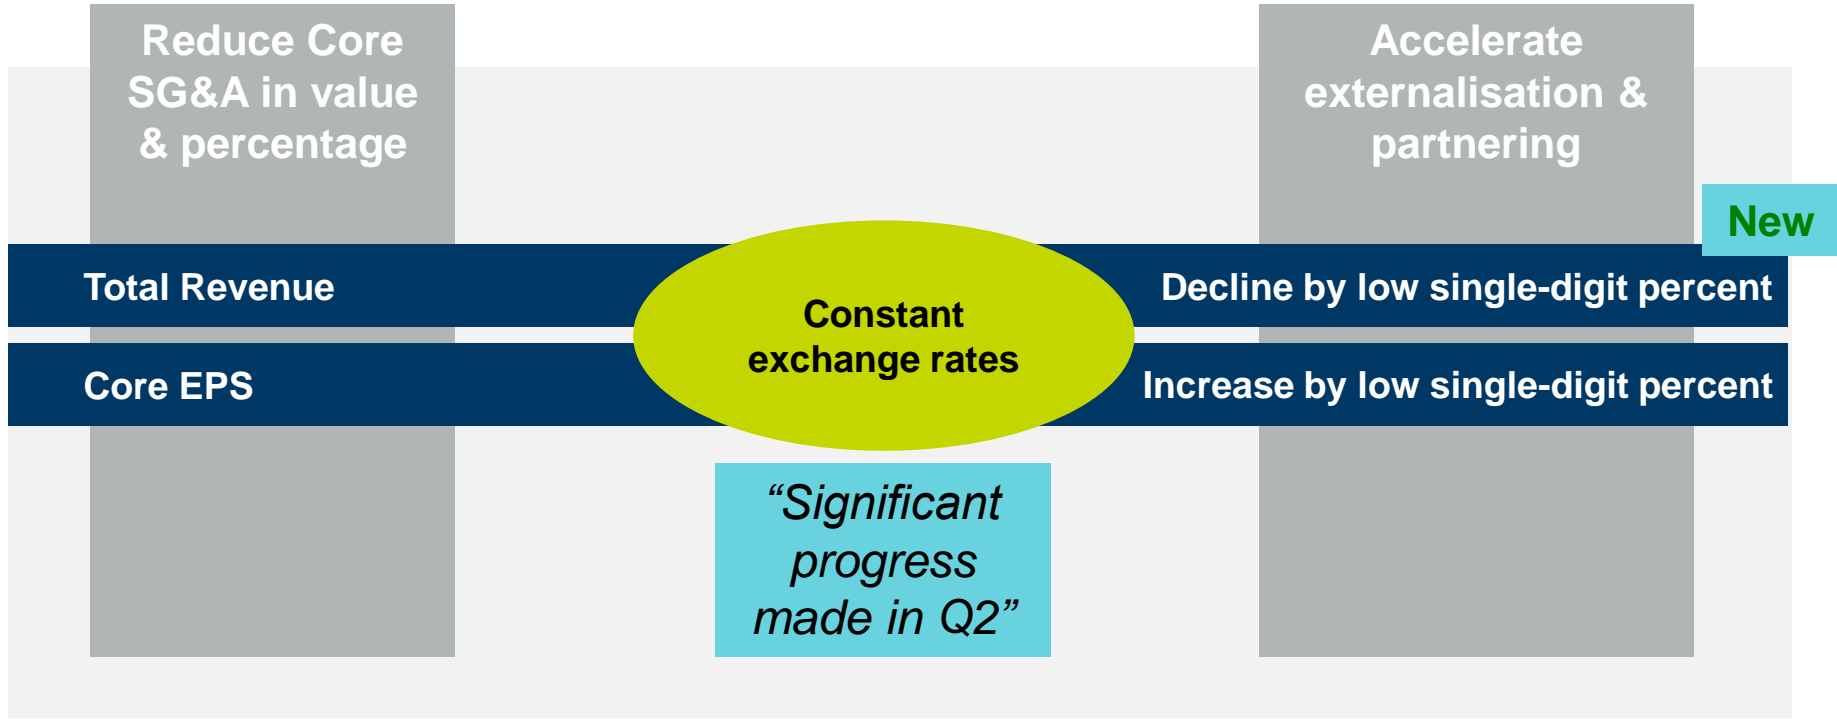 Reduce Core
SG&A in value
& percentage
Accelerate
externalisation &
partnering
New
Total Revenue
Constant
exchange rates
Decline by low single-digit percent
Core EPS
Increase by low single-digit percent
“Significant
progress
made in Q2”